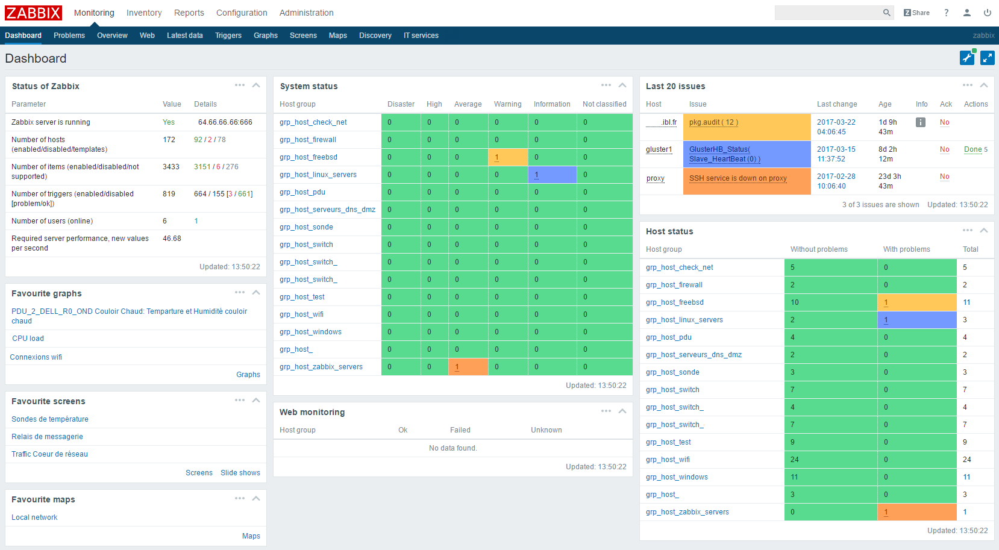 ZABBIX Monitoring Inventory Reports Configuration Administration Z Share ?
Dashboard Problems Overview Web Latest data Triggers Graphs Screens Maps Discovery IT services zabbix
Dashboard
Status of Zabbix
Parameter Value Details
Zabbix server is running Yes 64.66.66.66:666
Number of hosts (enabled/disabled/templates) 172 92 / 2 / 78
Number of items (enabled/disabled/not supported) 3433 3151 / 6 / 276
Number of triggers (enabled/disabled [problem/ok]) 819 664 / 155 [3 / 661]
Number of users (online) 6 1
Required server performance, new values per second 46.68
Updated: 13:50:22
Favourite graphs
PDU_2_DELL_R0_OND Couloir Chaud: Temparture et Humidité couloir
chaud
CPU load
Connexions wifi
Graphs
Favourite screens
Sondes de température
Relais de messagerie
Traffic Coeur de réseau
Screens Slide shows
Favourite maps
Local network
Maps
System status
Host group Disaster High Average Warning Information Not classified
grp_host_check_net 0 0 0 0 0 0
grp_host_firewall 0 0 0 0 0 0
grp_host_freebsd 0 0 0 1 0 0
grp_host_linux_servers 0 0 0 0 1 0
grp_host_pdu 0 0 0 0 0 0
grp_host_serveurs_dns_dmz 0 0 0 0 0 0
grp_host_sonde 0 0 0 0 0 0
grp_host_switch 0 0 0 0 0 0
grp_host_switch_ 0 0 0 0 0 0
grp_host_switch_ 0 0 0 0 0 0
grp_host_test 0 0 0 0 0 0
grp_host_wifi 0 0 0 0 0 0
grp_host_windows 0 0 0 0 0 0
grp_host_ 0 0 0 0 0 0
grp_host_zabbix_servers 0 0 1 0 0 0
Updated: 13:50:22
Web monitoring
Host group Ok Failed Unknown
No data found.
Updated: 13:50:22
Last 20 issues
Host Issue Last change Age Info Ack Actions
.ibl.fr pkg.audit ( 12 ) 2017-03-22 04:06:45 1d 9h 43m i No
gluster1 GlusterHB_Status( Slave_HeartBeat (0) ) 2017-03-15 11:37:52 8d 2h 12m No Done 5
proxy SSH service is down on proxy 2017-02-28 10:06:40 23d 3h 43m No
3 of 3 issues are shown Updated: 13:50:22
Host status
Host group Without problems With problems Total
grp_host_check_net 5 0 5
grp_host_firewall 2 0 2
grp_host_freebsd 10 1 11
grp_host_linux_servers 2 1 3
grp_host_pdu 4 0 4
grp_host_serveurs_dns_dmz 2 0 2
grp_host_sonde 3 0 3
grp_host_switch 7 0 7
grp_host_switch_ 4 0 4
grp_host_switch_ 7 0 7
grp_host_test 9 0 9
grp_host_wifi 24 0 24
grp_host_windows 11 0 11
grp_host_ 3 0 3
grp_host_zabbix_servers 0 1 1
Updated: 13:50:22